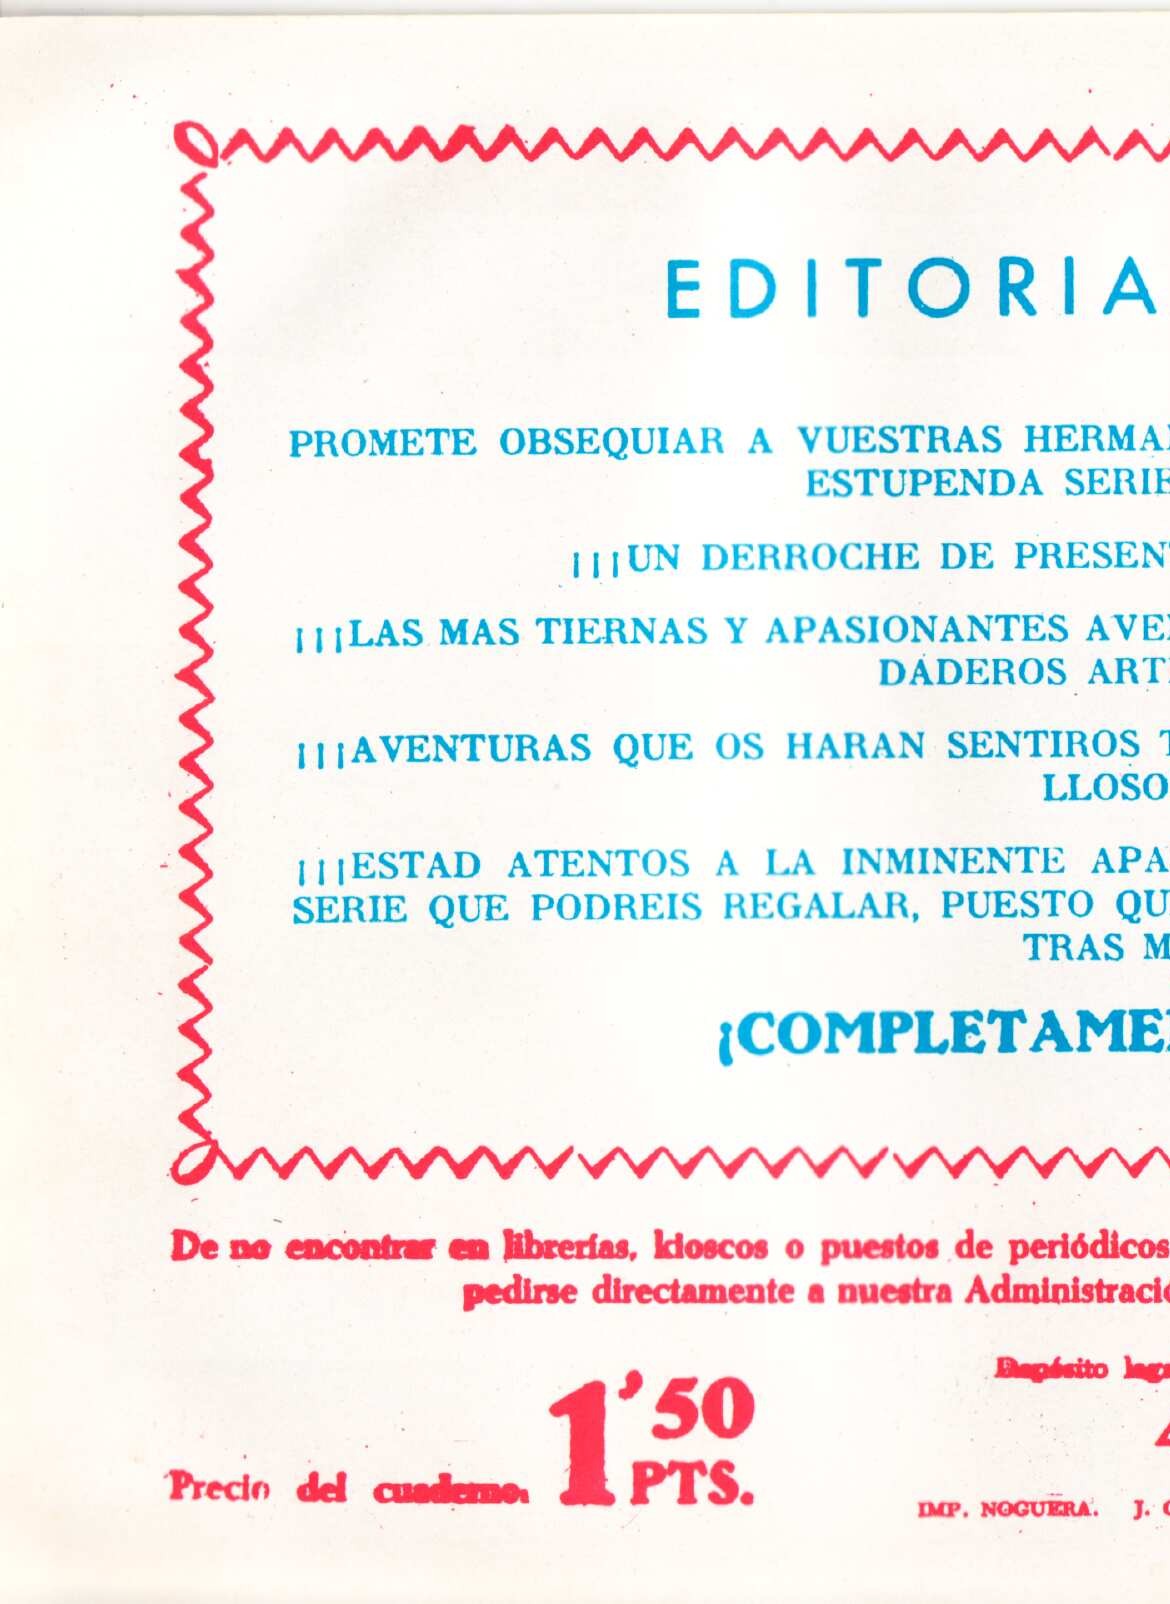 EDITORIA
PROMETE OBSEQUIAR A VUESTRAS HERMA
ESTUPENDA SERIE
¡¡¡UN DERROCHE DE PRESEN
¡¡¡LAS MAS TIERNAS Y APASIONANTES AVE
DADEROS ART
¡¡¡AVENTURAS QUE OS HARAN SENTIROS T
LLOSO
¡¡¡ESTAD ATENTOS A LA INMINENTE APA
SERIE QUE PODREIS REGALAR, PUESTO QU
TRAS M
¡COMPLETAME
De no encontrar en librerías, kioscos o puestos de periódicos
pedirse directamente a nuestra Administració
Depósito lega
Precio del cuaderno. 1'50 PTS.
IMP. NOGUERA. J.